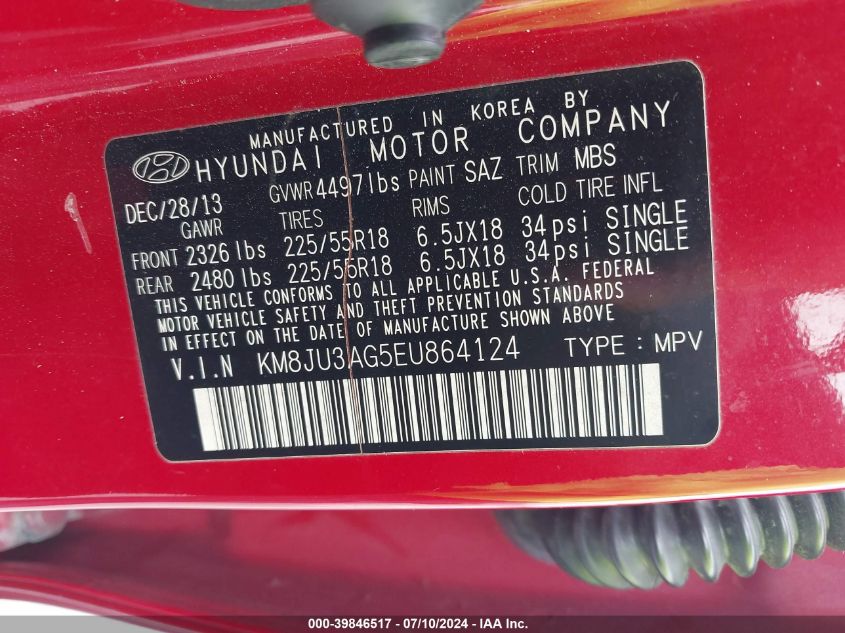 MANUFACTURED IN KOREA BY
HYUNDAI MOTOR COMPANY
DEC/28/13 GVWR 4497lbs PAINT SAZ TRIM MBS
GAWR TIRES RIMS COLD TIRE INFL
FRONT 2326 lbs 225/55R18 6.5JX18 34psi SINGLE
REAR 2480 lbs 225/55R18 6.5JX18 34psi SINGLE
THIS VEHICLE CONFORMS TO ALL APPLICABLE U.S.A. FEDERAL
MOTOR VEHICLE SAFETY AND THEFT PREVENTION STANDARDS
IN EFFECT ON THE DATE OF MANUFACTURING SHOWN ABOVE
V.I.N KM8JU3AG5EU864124 TYPE : MPV
000-39846517 - 07/10/2024 - IAA, Inc.